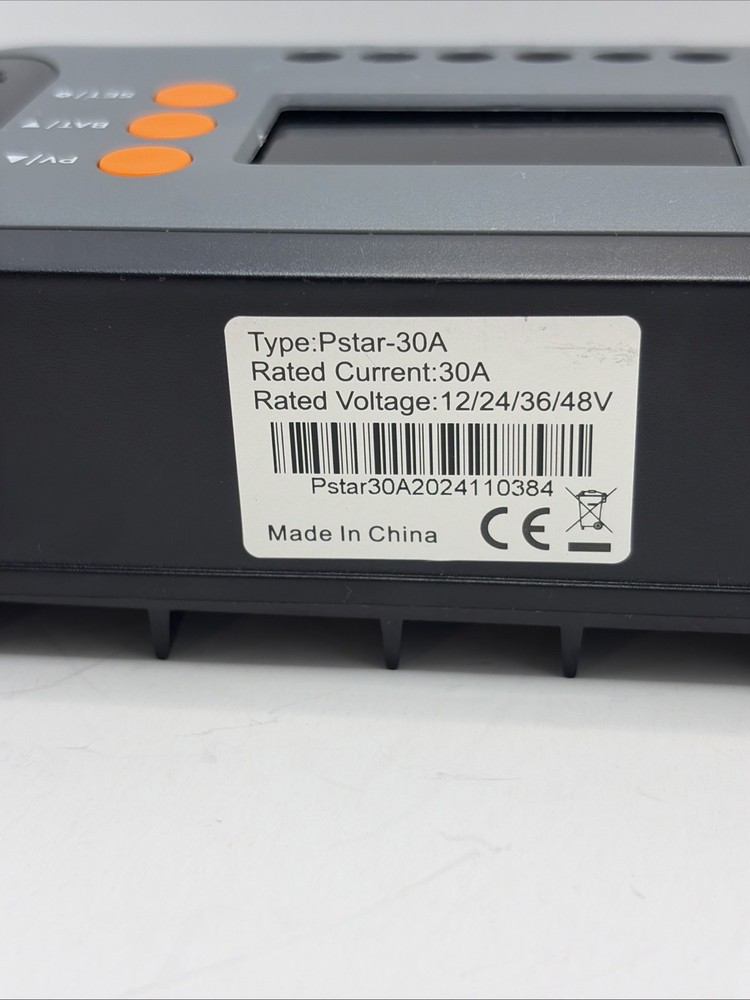 SET/
BAT/▼
PV/▲
Type:Pstar-30A
Rated Current:30A
Rated Voltage:12/24/36/48V
Pstar30A2024110384
Made In China
CE